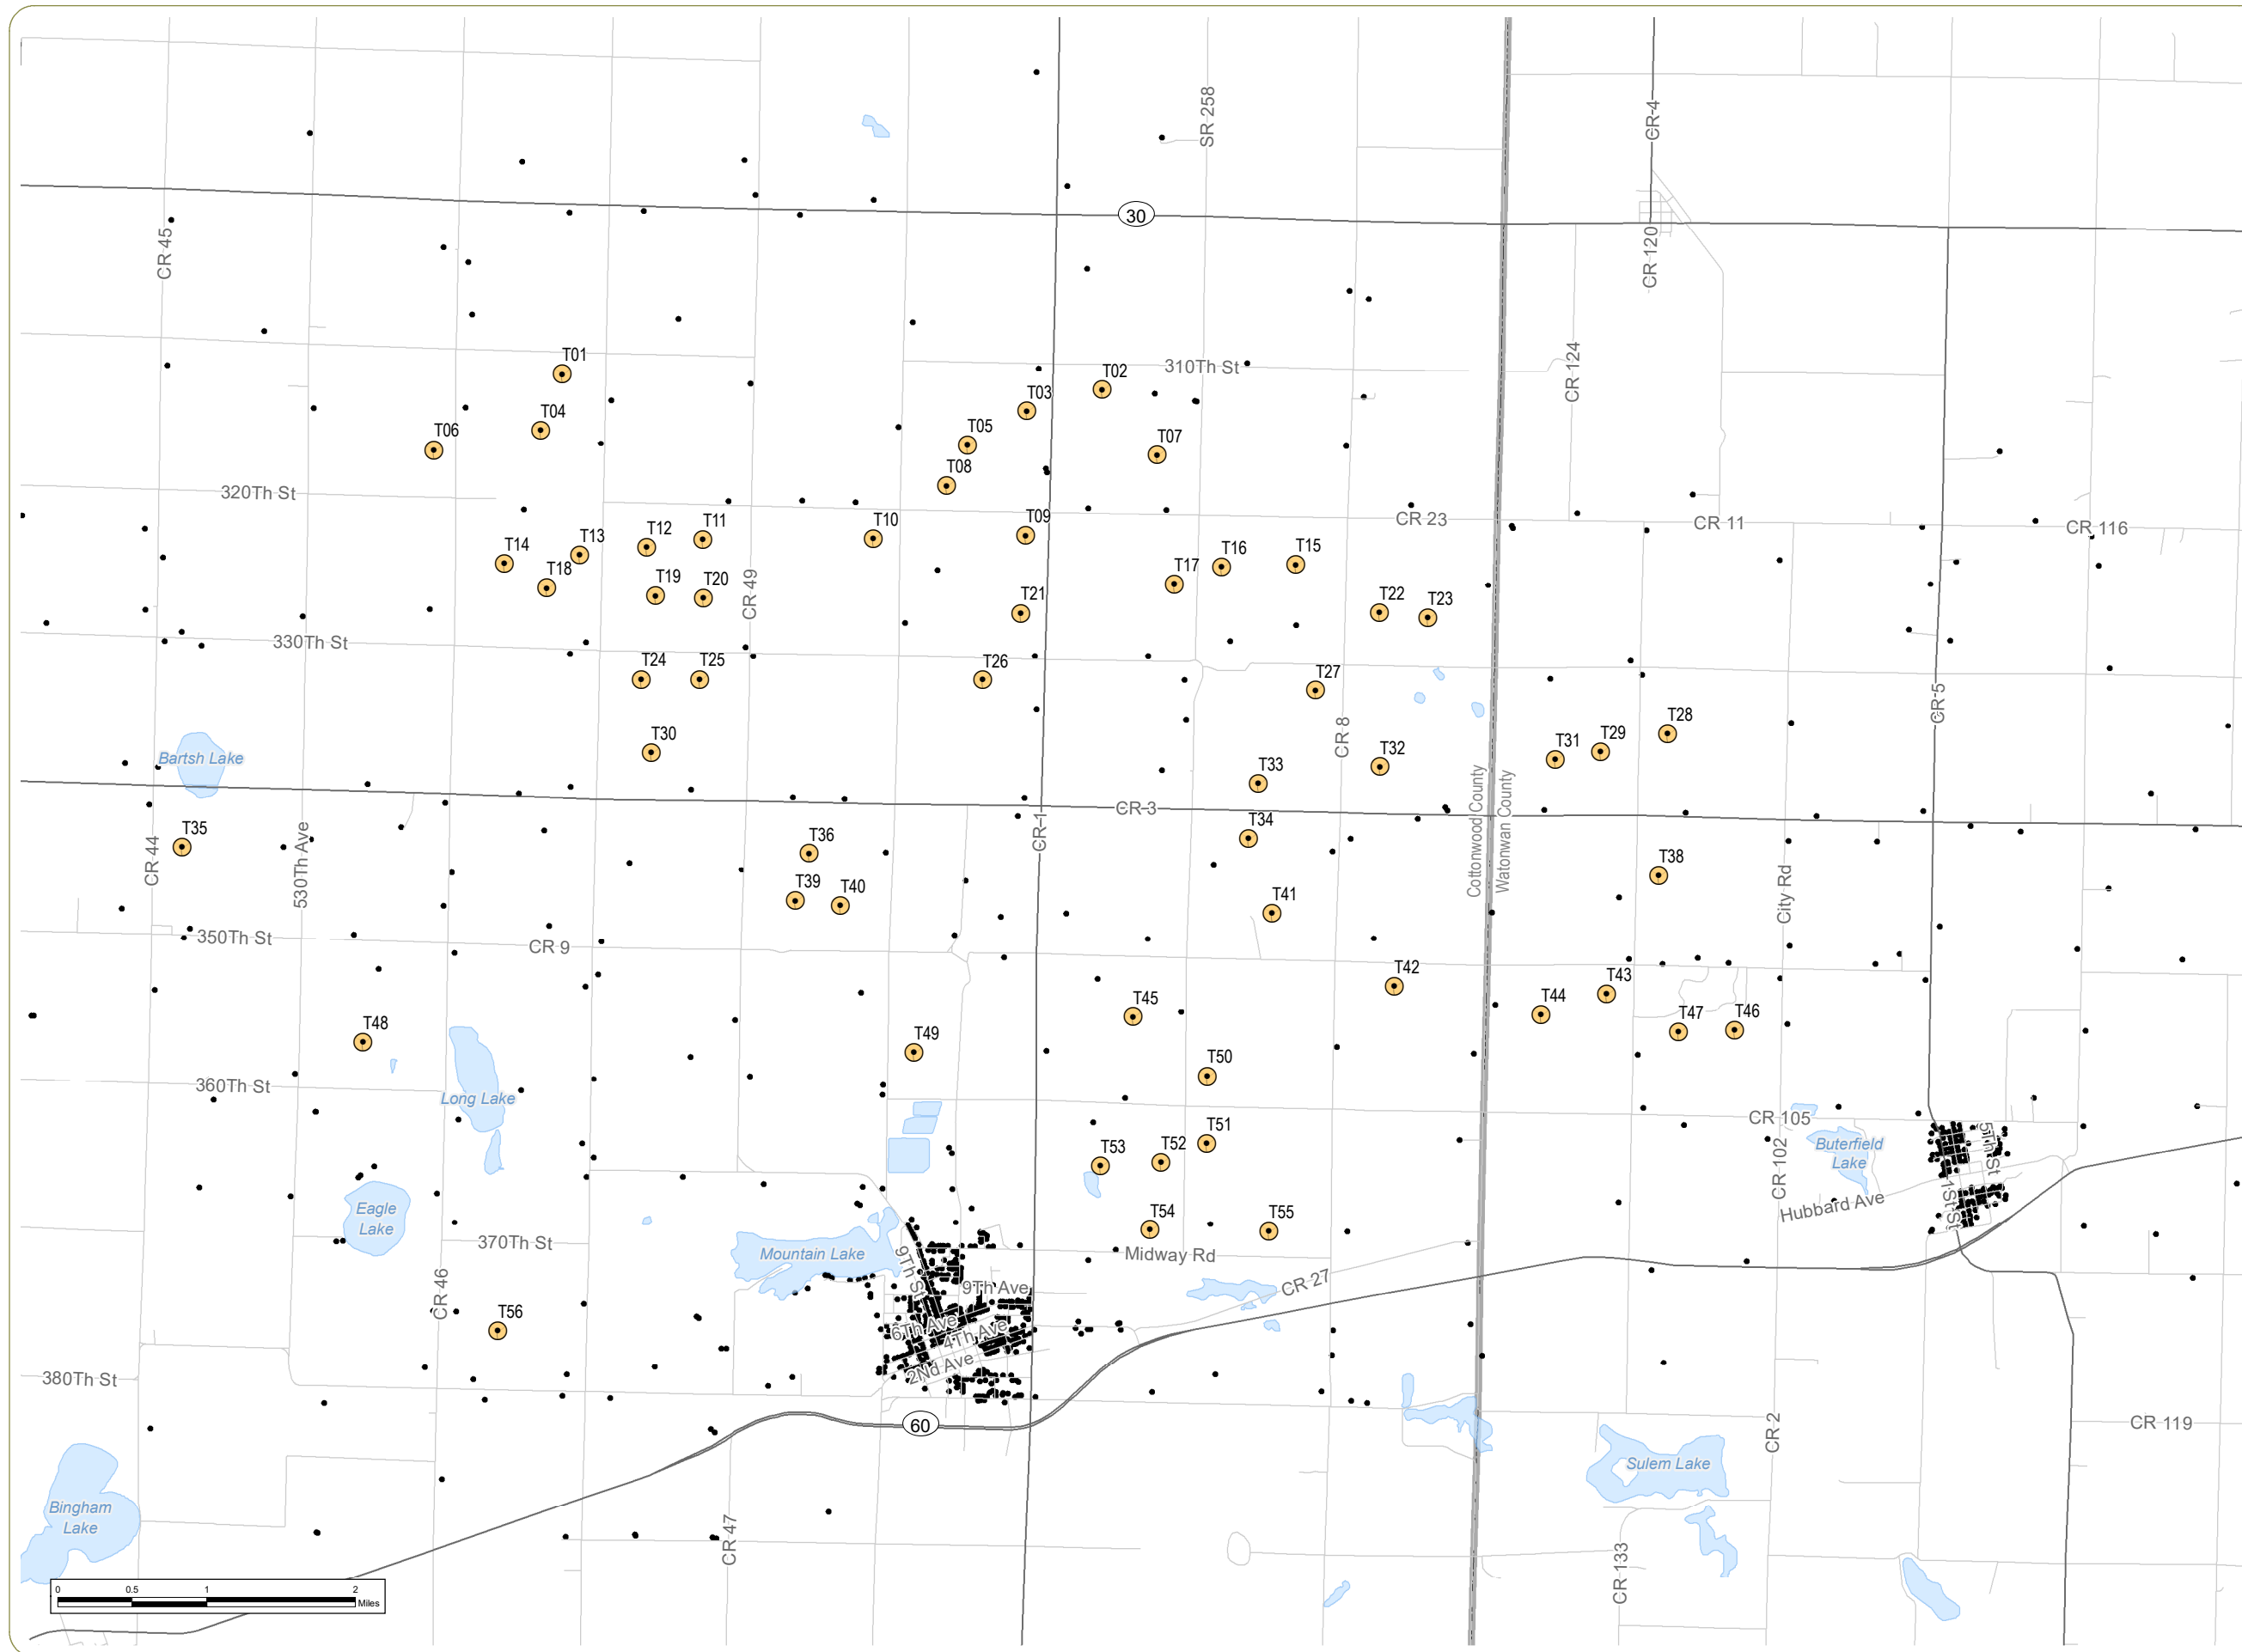 SR 258
CR-4
30
CR 45
CR 120
T01
310Th St
CR 124
T02
T03
T04
T06
T05
T07
T08
320Th St
T09
CR 23
CR 11
CR 116
T10
T11
T12
T13
T14
T18
T16
T15
T17
T19
T20
CR 49
T21
T22
T23
330Th St
T24
T25
T26
T27
CR-5
T28
CR 8
T30
T31
T29
T32
Bartsh Lake
T33
Cottonwood County
Watonwan County
CR 3
CR-1
T35
T34
T36
CR 44
530Th Ave
T38
T39
T40
City Rd
T41
350Th St
CR 9
T42
T43
T44
T45
T47
T46
T48
T49
T50
360Th St
Long Lake
CR 105
T51
T52
T53
5Th St
Buterfield
Lake
CR 102
1St St
Hubbard Ave
Eagle
Lake
T54
T55
370Th St
Mountain Lake
Midway Rd
9Th St
CR 27
9Th Ave
CR 46
T56
6Th Ave
4Th Ave
2Nd Ave
380Th St
60
CR 2
CR 119
Sulem Lake
Bingham
Lake
CR 47
CR 133
0 0.5 1 2
Miles